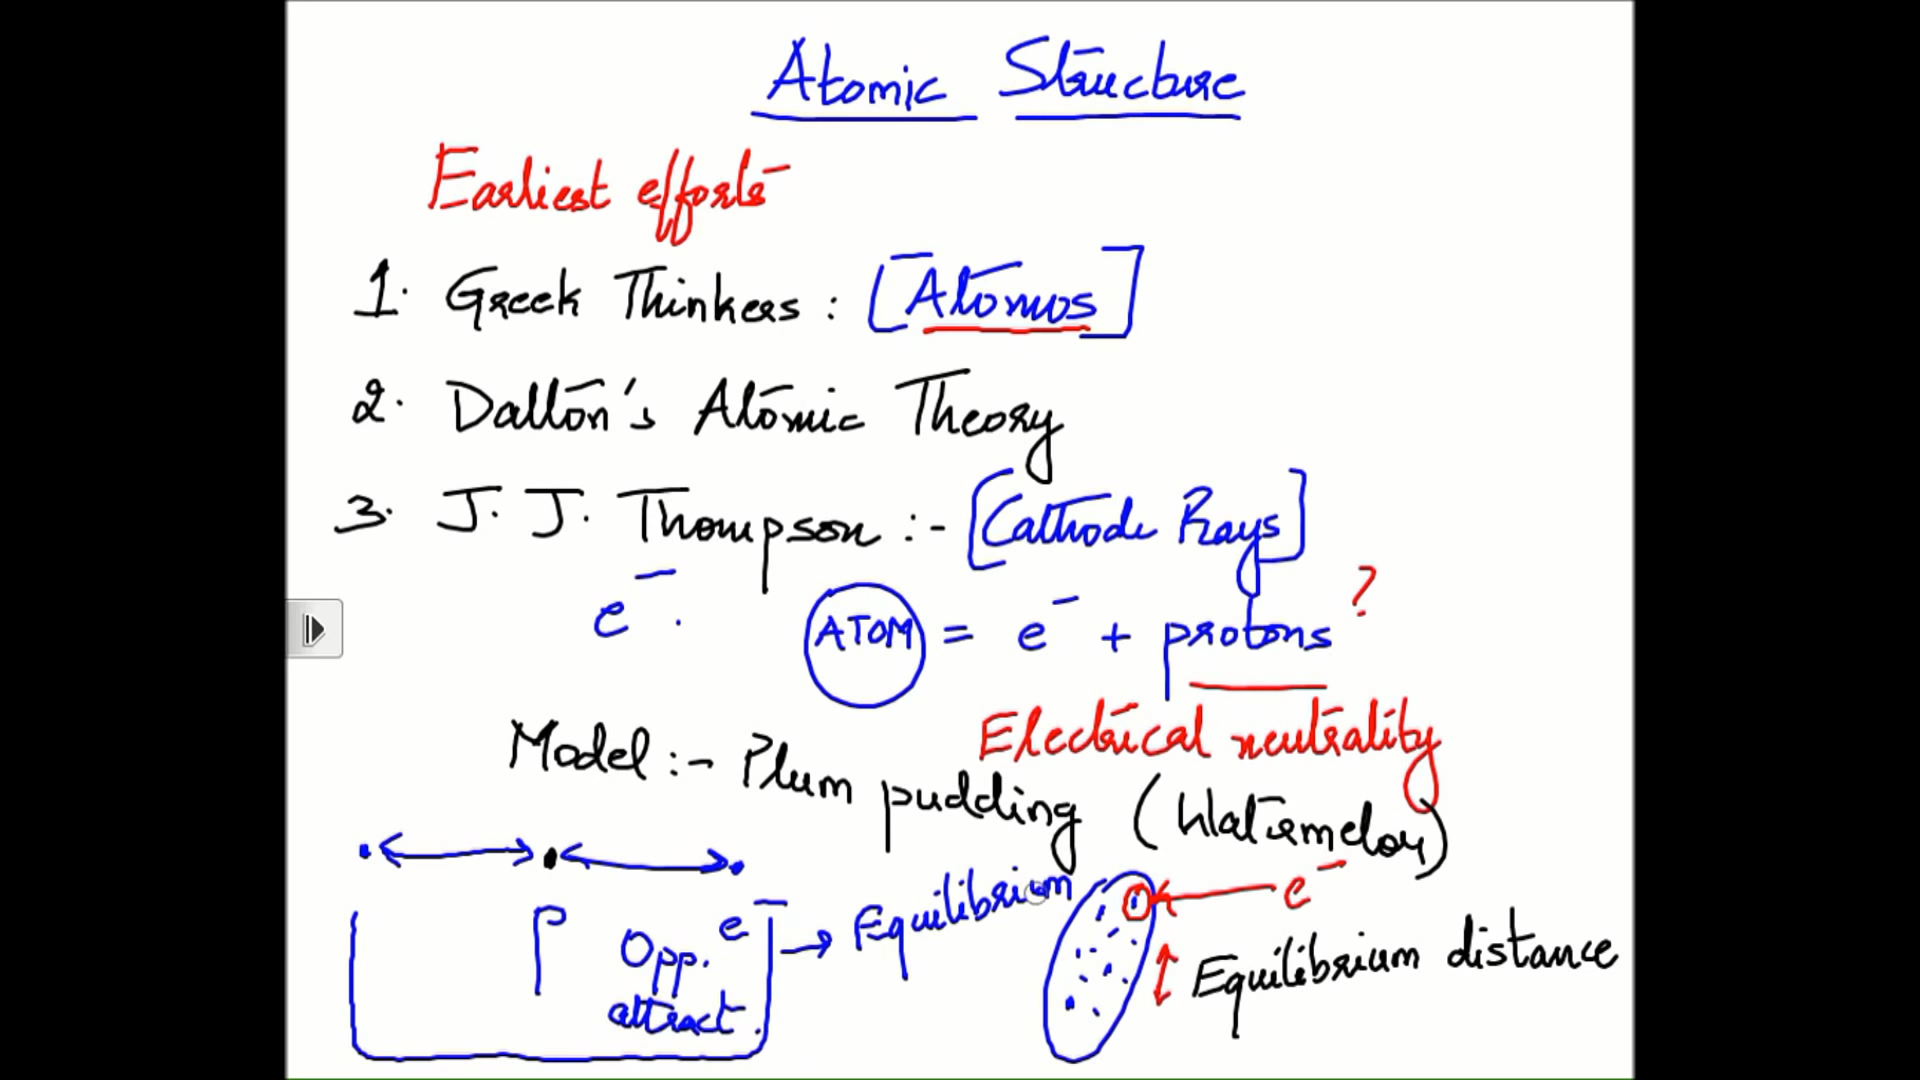 Atomic Structure
Earliest efforts
1. Greek Thinkers : [Atomos]
2. Dalton's Atomic Theory
3. J. J. Thompson :- [Cathode Rays]
e⁻. ATOM = e⁻ + protons ?
Electrical neutrality
Model :- Plum pudding (Watermelon)
P Opp. attract. e⁻ → Equilibrium
e⁻
Equilibrium distance